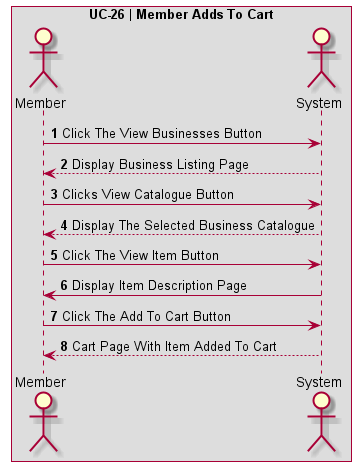 UC-26 | Member Adds To Cart
Member System
1 Click The View Businesses Button
2 Display Business Listing Page
3 Clicks View Catalogue Button
4 Display The Selected Business Catalogue
5 Click The View Item Button
6 Display Item Description Page
7 Click The Add To Cart Button
8 Cart Page With Item Added To Cart
Member System